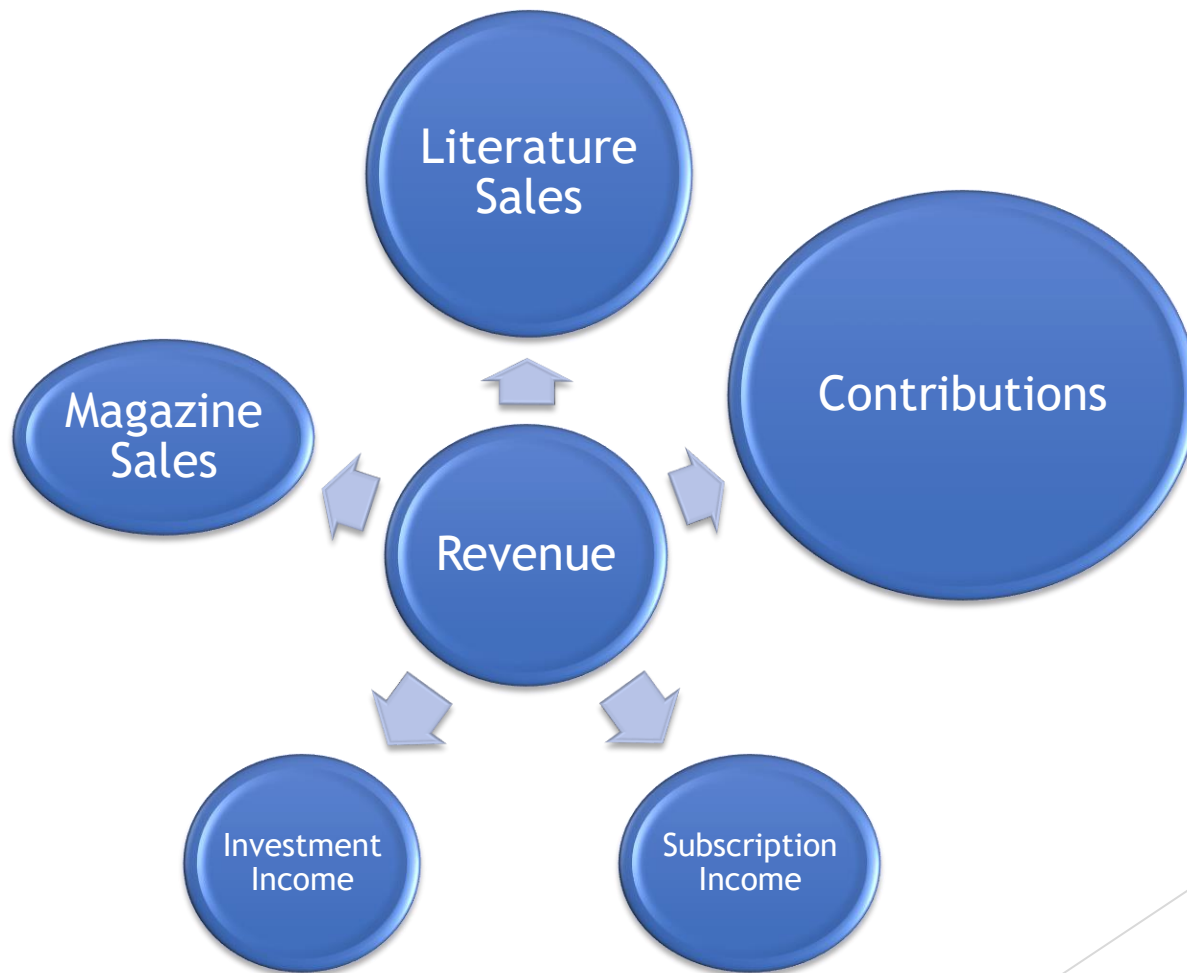 Literature
Sales
Contributions
Magazine
Sales
Revenue
Investment
Income
Subscription
Income